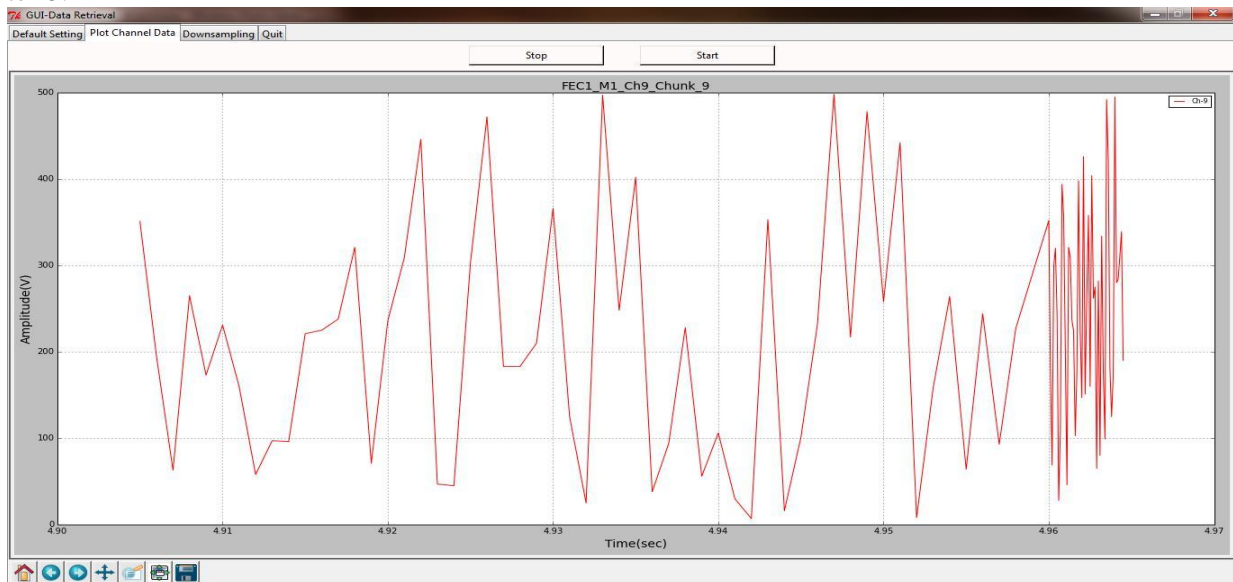 GUI-Data Retrieval
Default Setting Plot Channel Data Downsampling Quit
Stop Start
FEC1_M1_Ch9_Chunk_9
Ch-9
500
400
300
200
100
0
Amplitude(V)
4.90 4.91 4.92 4.93 4.94 4.95 4.96 4.97
Time(sec)